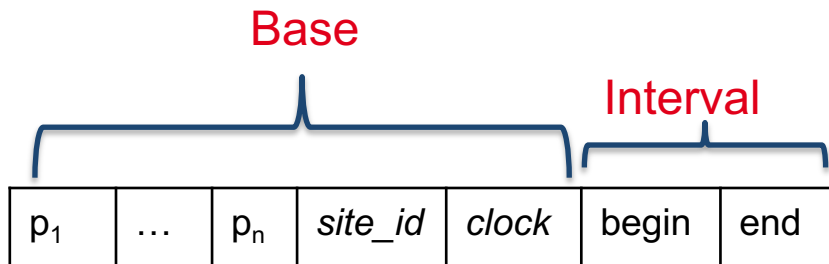 Base
Interval
p₁ … pₙ site_id clock begin end